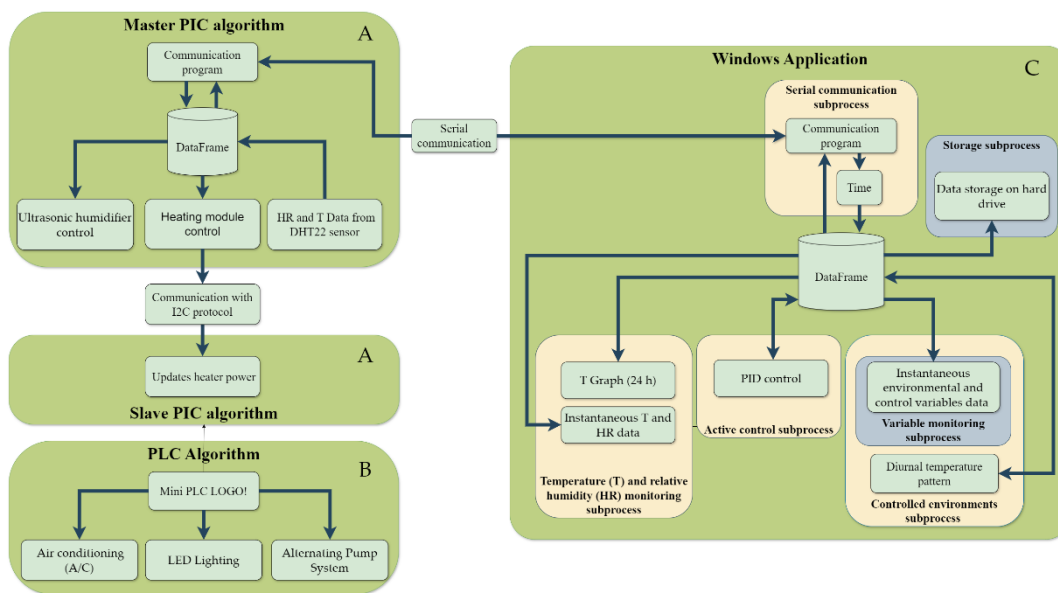 Master PIC algorithm
A
Communication
program
DataFrame
Ultrasonic humidifier
control
Heating module
control
HR and T Data from
DHT22 sensor
Communication with
I2C protocol
A
Updates heater power
Slave PIC algorithm
PLC Algorithm
B
Mini PLC LOGO!
Air conditioning
(A/C)
LED Lighting
Alternating Pump
System
Serial
communication
Windows Application
C
Serial communication
subprocess
Communication
program
Time
Storage subprocess
Data storage on hard
drive
DataFrame
T Graph (24 h)
Instantaneous T and
HR data
Temperature (T) and relative
humidity (HR) monitoring
subprocess
PID control
Active control subprocess
Instantaneous
environmental and
control variables data
Variable monitoring
subprocess
Diurnal temperature
pattern
Controlled environments
subprocess